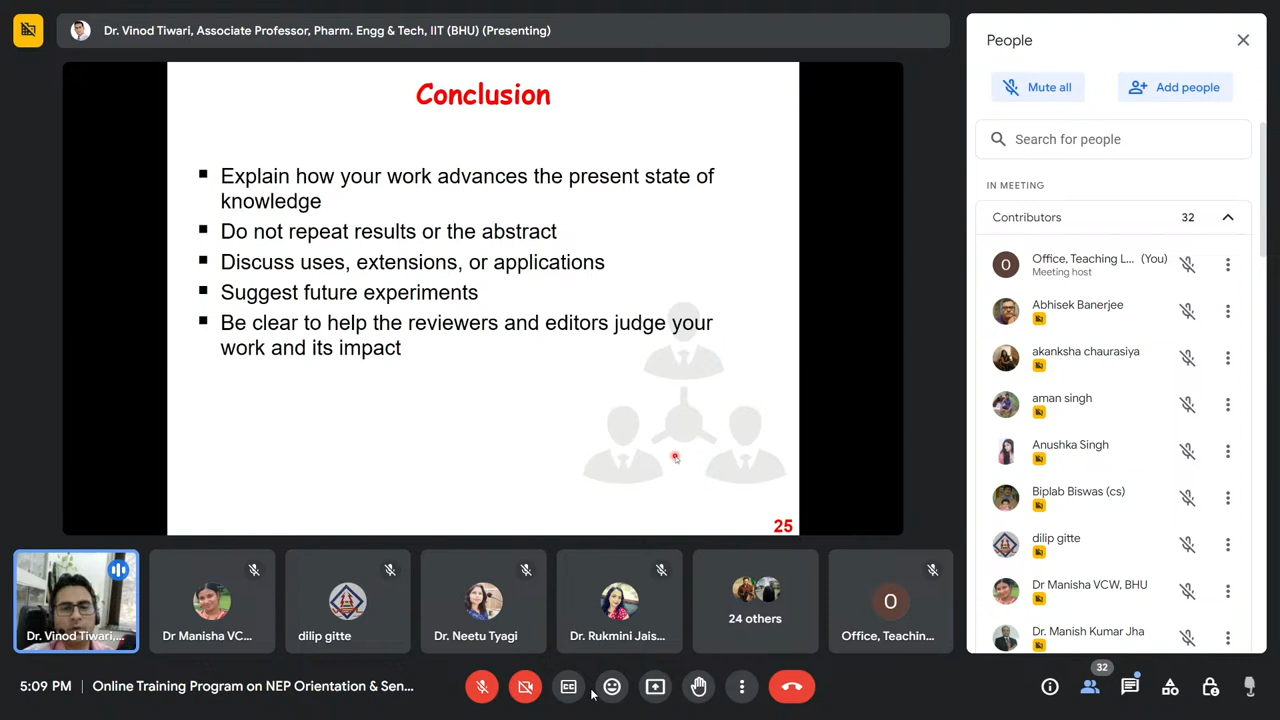 Dr. Vinod Tiwari, Associate Professor, Pharm. Engg & Tech, IIT (BHU) (Presenting)
Conclusion
Explain how your work advances the present state of
knowledge
Do not repeat results or the abstract
Discuss uses, extensions, or applications
Suggest future experiments
Be clear to help the reviewers and editors judge your
work and its impact
25
Dr. Vinod Tiwari,...
Dr Manisha VC...
dilip gitte
Dr. Neetu Tyagi
Dr. Rukmini Jais...
24 others
O
Office, Teachin...
5:09 PM | Online Training Program on NEP Orientation & Sen...
32
People
Mute all
Add people
Search for people
IN MEETING
Contributors 32
O
Office, Teaching L... (You)
Meeting host
Abhisek Banerjee
akanksha chaurasiya
aman singh
Anushka Singh
Biplab Biswas (cs)
dilip gitte
Dr Manisha VCW, BHU
Dr. Manish Kumar Jha